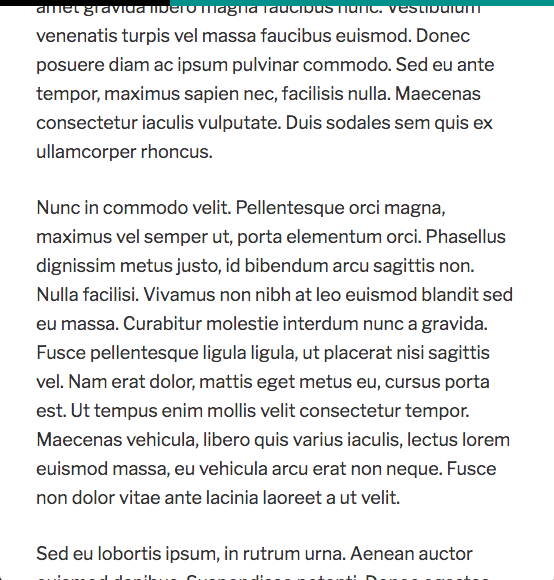 amet gravida libero magna faucibus nunc. Vestibulum
venenatis turpis vel massa faucibus euismod. Donec
posuere diam ac ipsum pulvinar commodo. Sed eu ante
tempor, maximus sapien nec, facilisis nulla. Maecenas
consectetur iaculis vulputate. Duis sodales sem quis ex
ullamcorper rhoncus.
Nunc in commodo velit. Pellentesque orci magna,
maximus vel semper ut, porta elementum orci. Phasellus
dignissim metus justo, id bibendum arcu sagittis non.
Nulla facilisi. Vivamus non nibh at leo euismod blandit sed
eu massa. Curabitur molestie interdum nunc a gravida.
Fusce pellentesque ligula ligula, ut placerat nisi sagittis
vel. Nam erat dolor, mattis eget metus eu, cursus porta
est. Ut tempus enim mollis velit consectetur tempor.
Maecenas vehicula, libero quis varius iaculis, lectus lorem
euismod massa, eu vehicula arcu erat non neque. Fusce
non dolor vitae ante lacinia laoreet a ut velit.
Sed eu lobortis ipsum, in rutrum urna. Aenean auctor